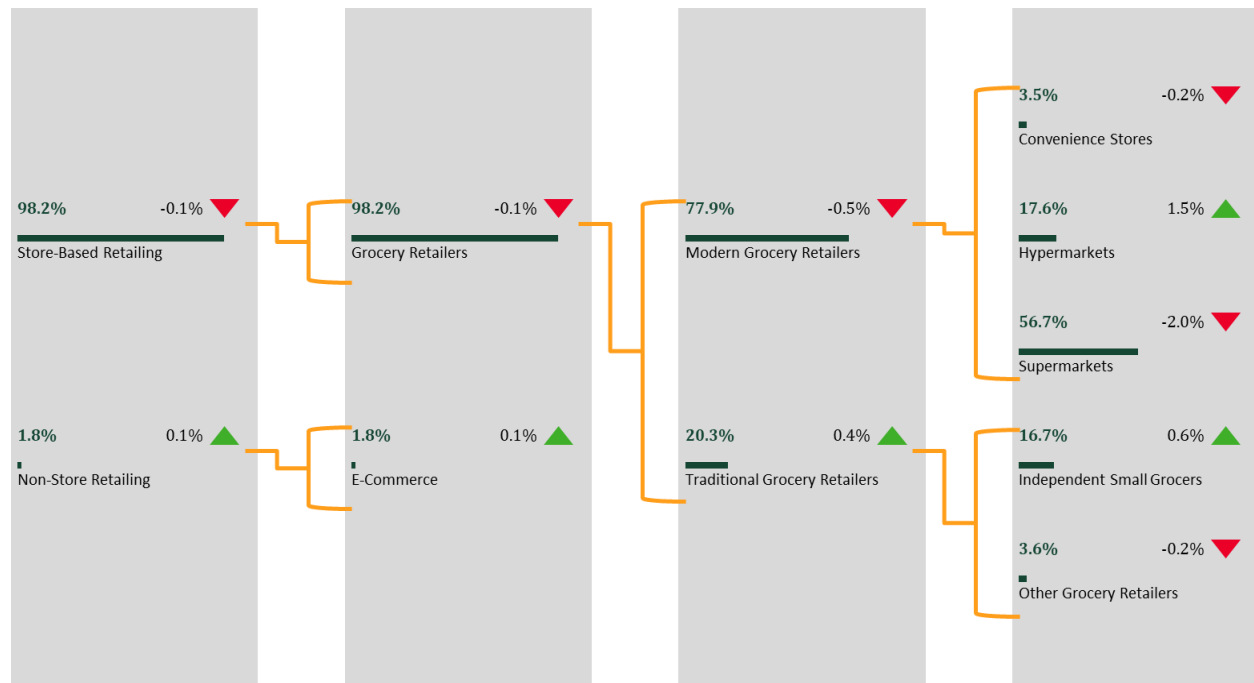 98.2% -0.1%
Store-Based Retailing
1.8% 0.1%
Non-Store Retailing
98.2% -0.1%
Grocery Retailers
1.8% 0.1%
E-Commerce
77.9% -0.5%
Modern Grocery Retailers
20.3% 0.4%
Traditional Grocery Retailers
3.5% -0.2%
Convenience Stores
17.6% 1.5%
Hypermarkets
56.7% -2.0%
Supermarkets
16.7% 0.6%
Independent Small Grocers
3.6% -0.2%
Other Grocery Retailers